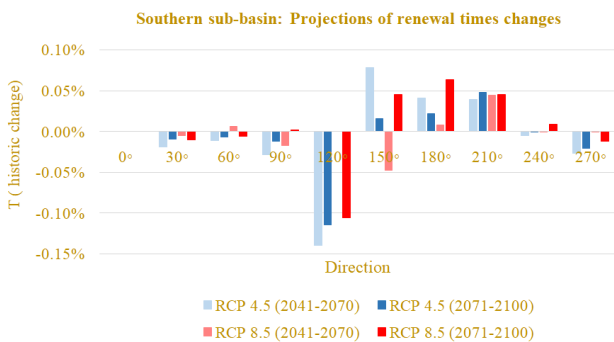 Southern sub-basin: Projections of renewal times changes
0.10%
0.05%
0.00%
-0.05%
-0.10%
-0.15%
T ( historic change)
0° 30° 60° 90° 120° 150° 180° 210° 240° 270°
Direction
RCP 4.5 (2041-2070) RCP 4.5 (2071-2100)
RCP 8.5 (2041-2070) RCP 8.5 (2071-2100)